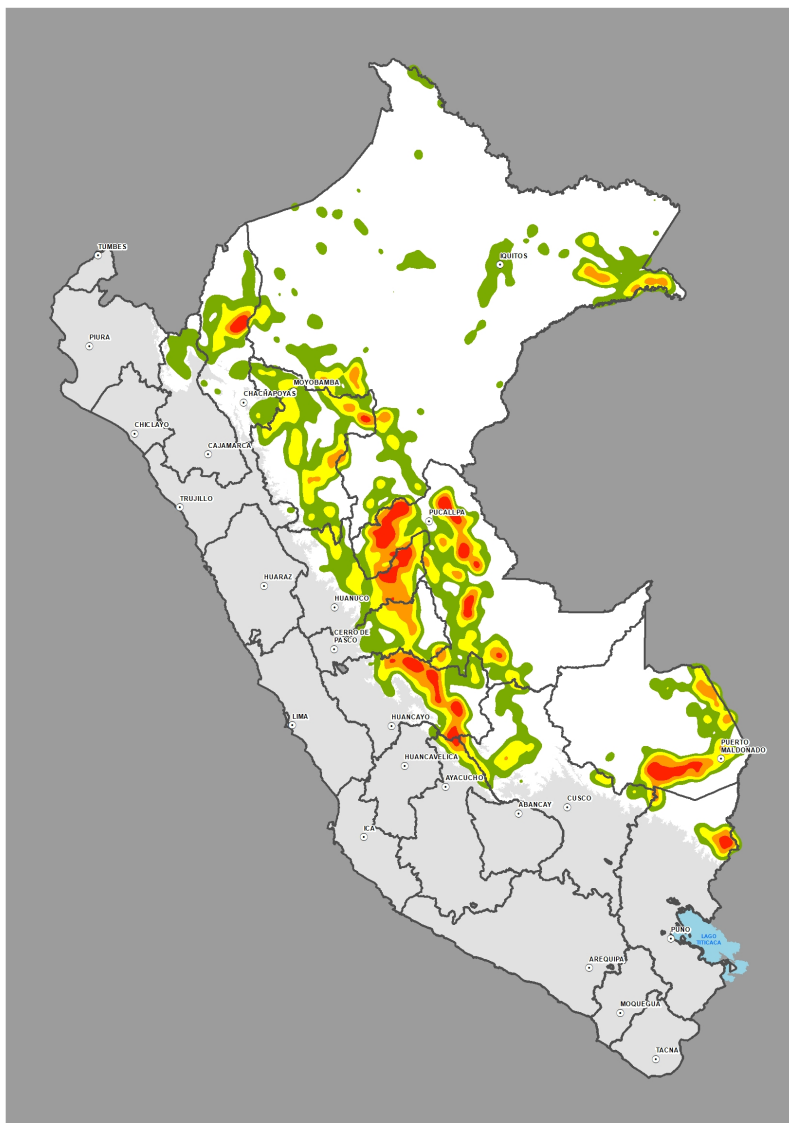 TUMBES
IQUITOS
PIURA
MOYOBAMBA
CHACHAPOYAS
CHICLAYO
CAJAMARCA
TRUJILLO
PUCALLPA
HUARAZ
HUANUCO
CERRO DE
PASCO
LIMA
HUANCAYO
PUERTO
MALDONADO
HUANCAVELICA
AYACUCHO
ABANCAY
CUSCO
ICA
PUNO
LAGO
TITICACA
AREQUIPA
MOQUEGUA
TACNA